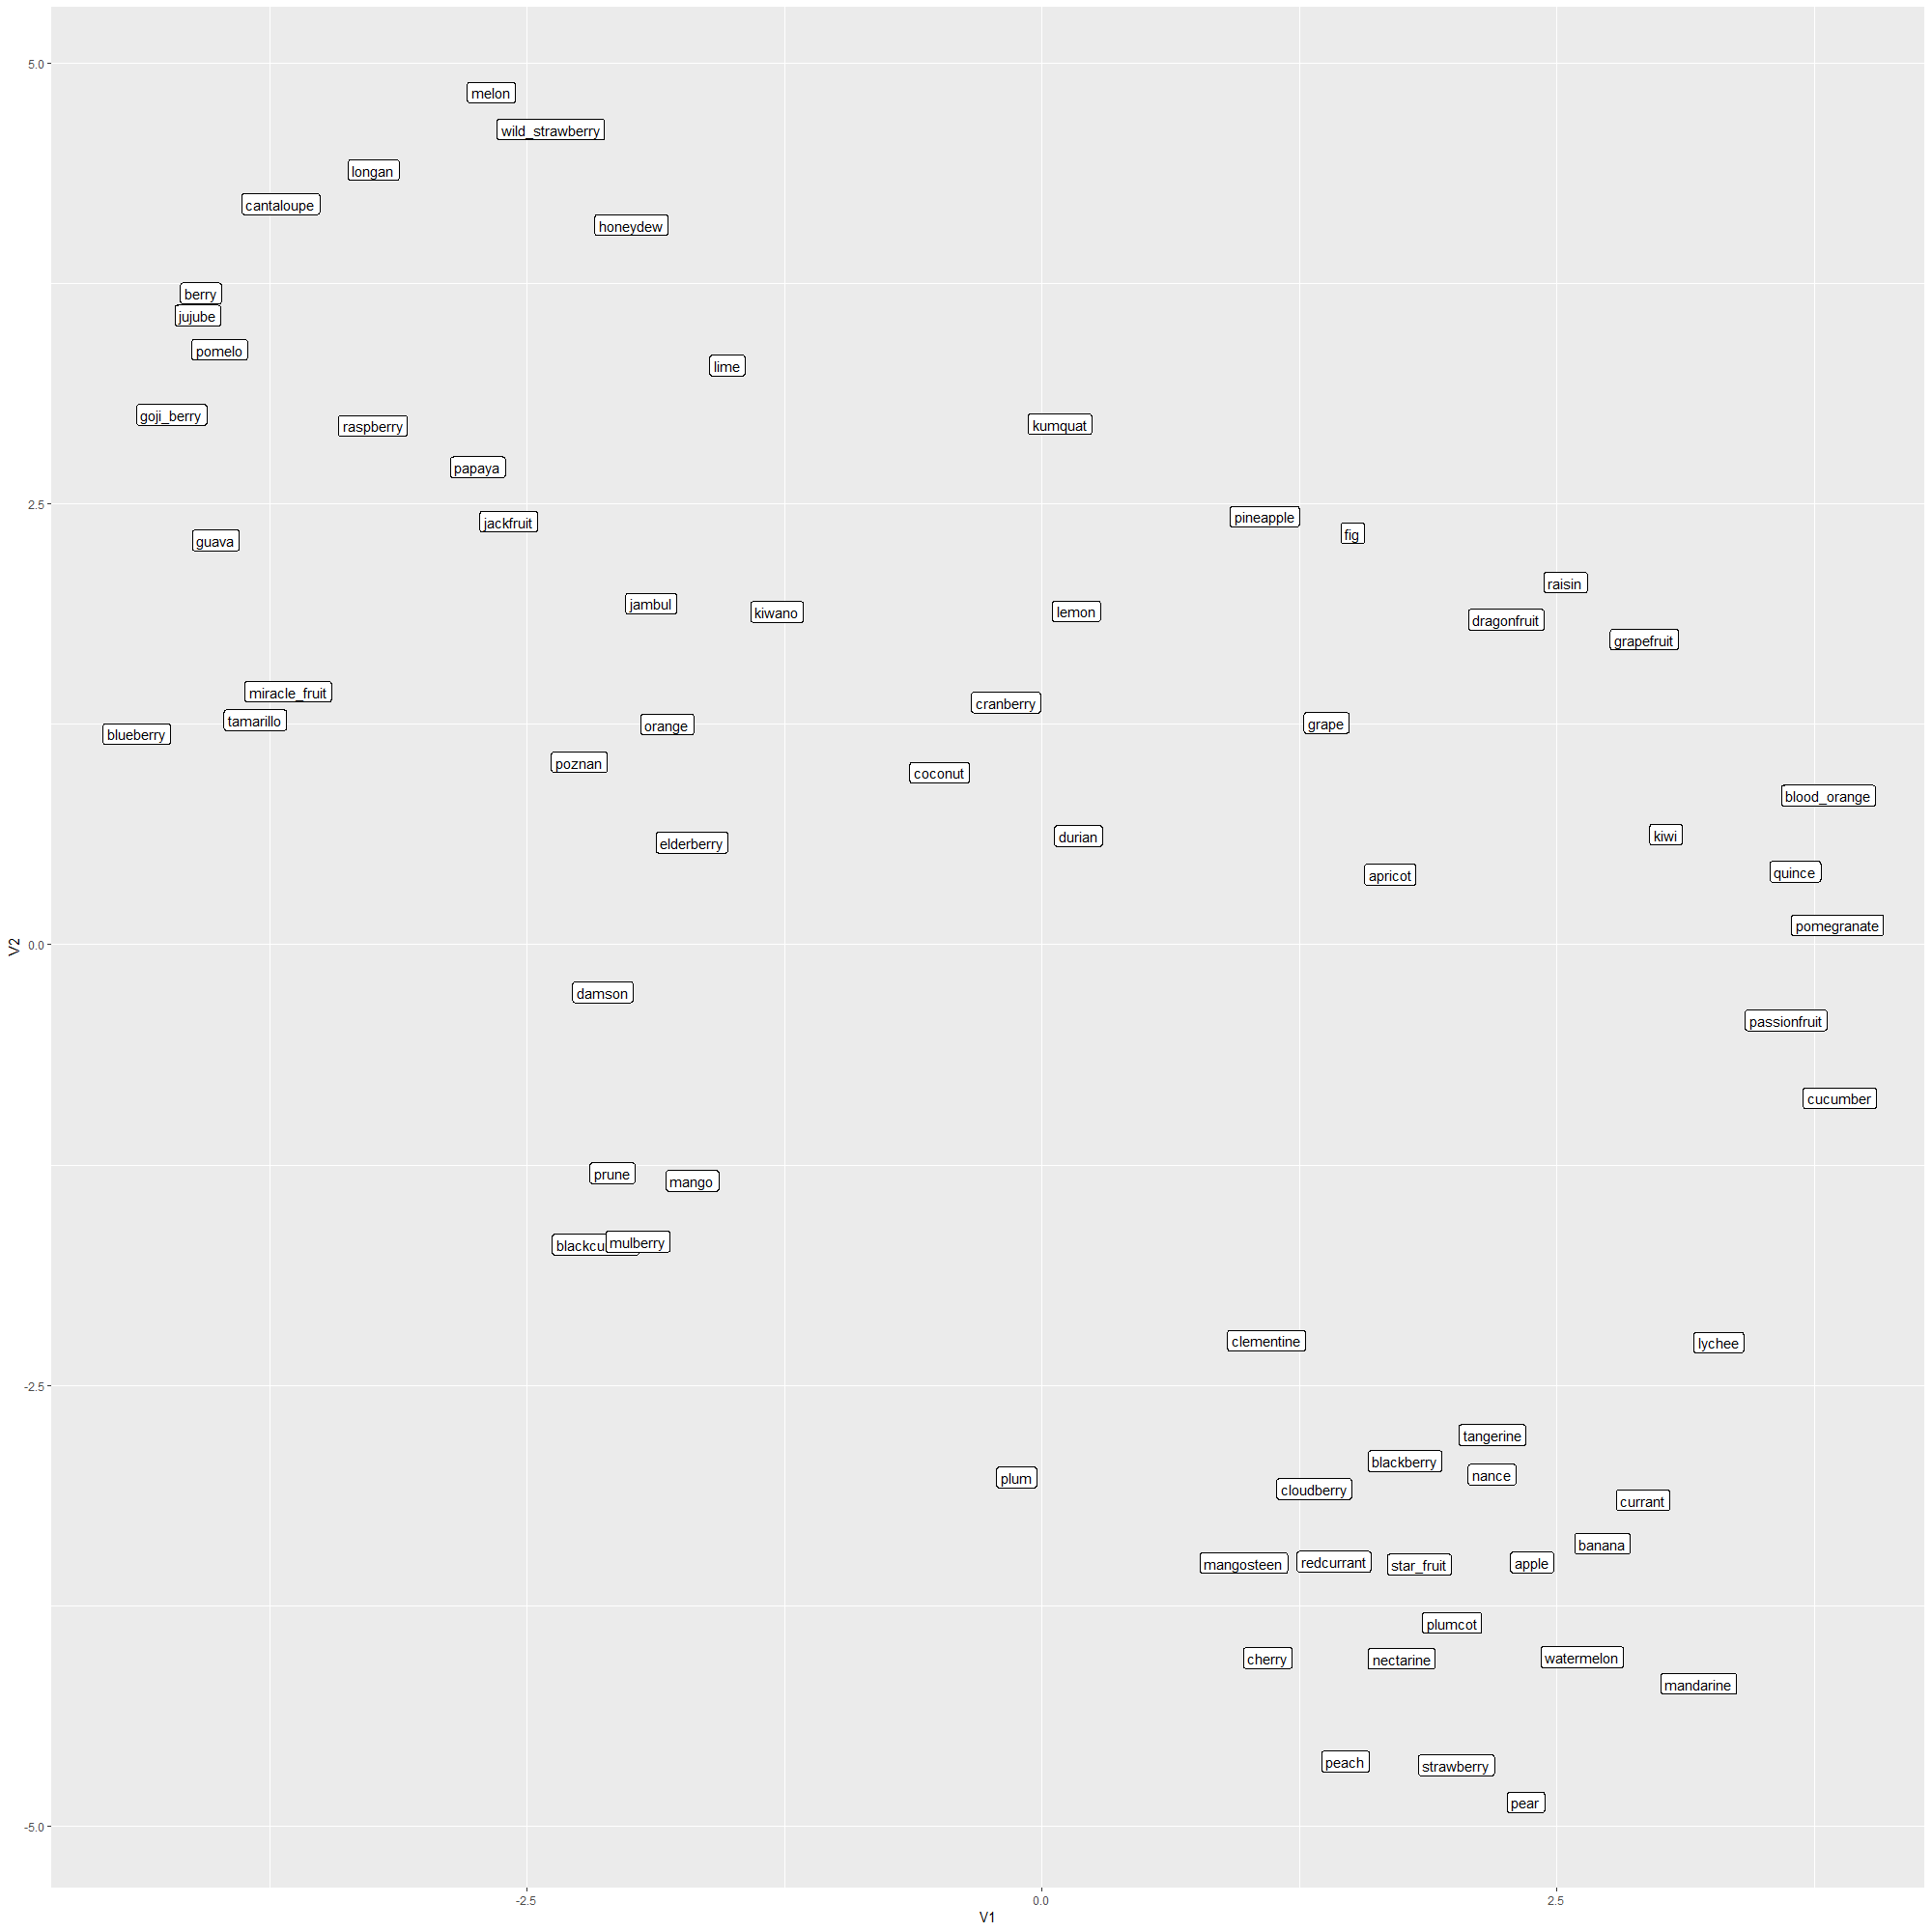 5.0
melon
wild_strawberry
longan
cantaloupe
honeydew
berry
jujube
pomelo
lime
goji_berry
raspberry
kumquat
papaya
2.5
pineapple
jackfruit
fig
guava
raisin
jambul
kiwano
lemon
dragonfruit
grapefruit
miracle_fruit
cranberry
tamarillo
orange
grape
blueberry
poznan
coconut
blood_orange
durian
kiwi
elderberry
quince
apricot
pomegranate
V2
0.0
damson
passionfruit
cucumber
prune
mango
blackcu
mulberry
clementine
lychee
-2.5
tangerine
blackberry
nance
plum
cloudberry
currant
banana
mangosteen
redcurrant
star_fruit
apple
plumcot
cherry
nectarine
watermelon
mandarine
peach
strawberry
pear
-5.0
-2.5
0.0
2.5
V1